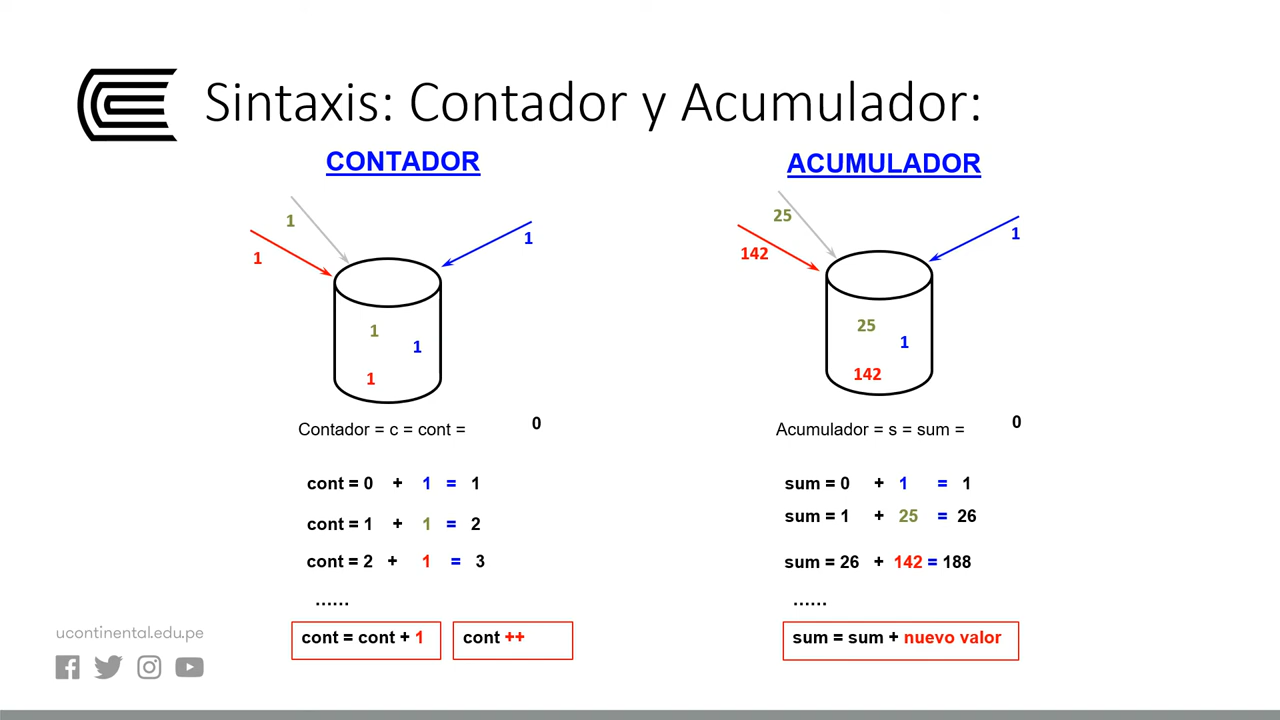 Sintaxis: Contador y Acumulador:
CONTADOR
1
1
1
1
1
1
Contador = c = cont = 0
cont = 0 + 1 = 1
cont = 1 + 1 = 2
cont = 2 + 1 = 3
......
cont = cont + 1
cont ++
ACUMULADOR
25
142
1
25
1
142
Acumulador = s = sum = 0
sum = 0 + 1 = 1
sum = 1 + 25 = 26
sum = 26 + 142 = 188
......
sum = sum + nuevo valor
ucontinental.edu.pe